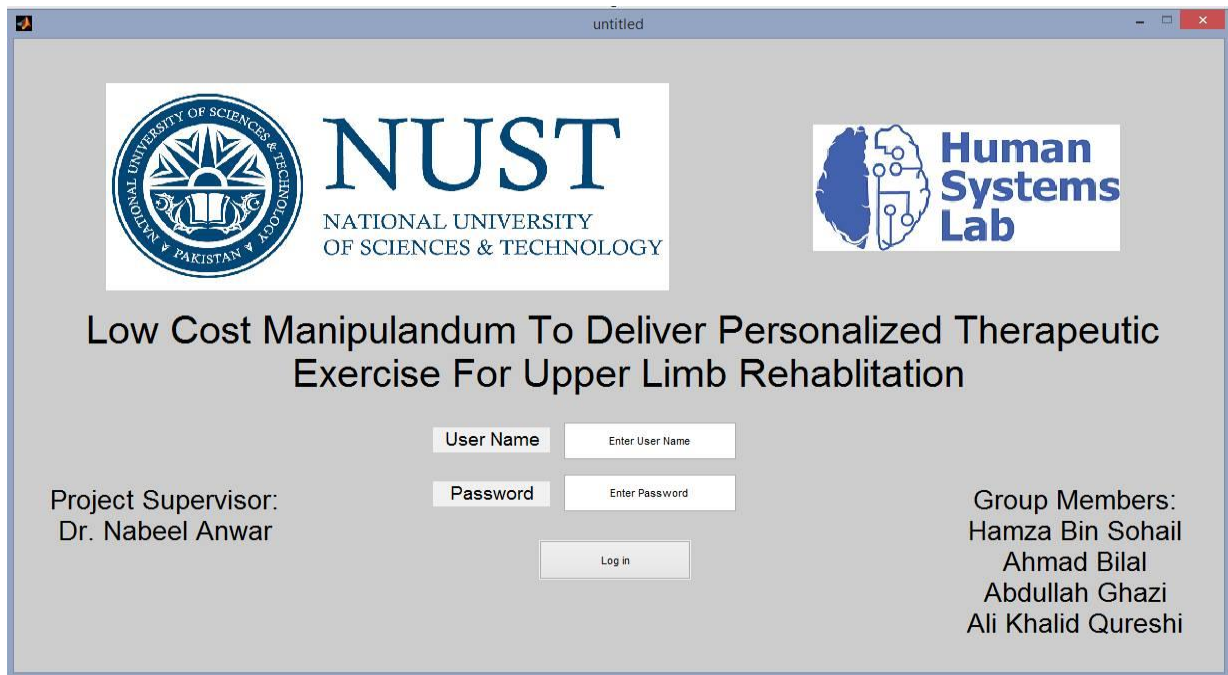 untitled
NATIONAL UNIVERSITY OF SCIENCES & TECHNOLOGY
PAKISTAN
NUST
NATIONAL UNIVERSITY
OF SCIENCES & TECHNOLOGY
Human
Systems
Lab
Low Cost Manipulandum To Deliver Personalized Therapeutic
Exercise For Upper Limb Rehablitation
User Name
Enter User Name
Password
Enter Password
Log in
Project Supervisor:
Dr. Nabeel Anwar
Group Members:
Hamza Bin Sohail
Ahmad Bilal
Abdullah Ghazi
Ali Khalid Qureshi